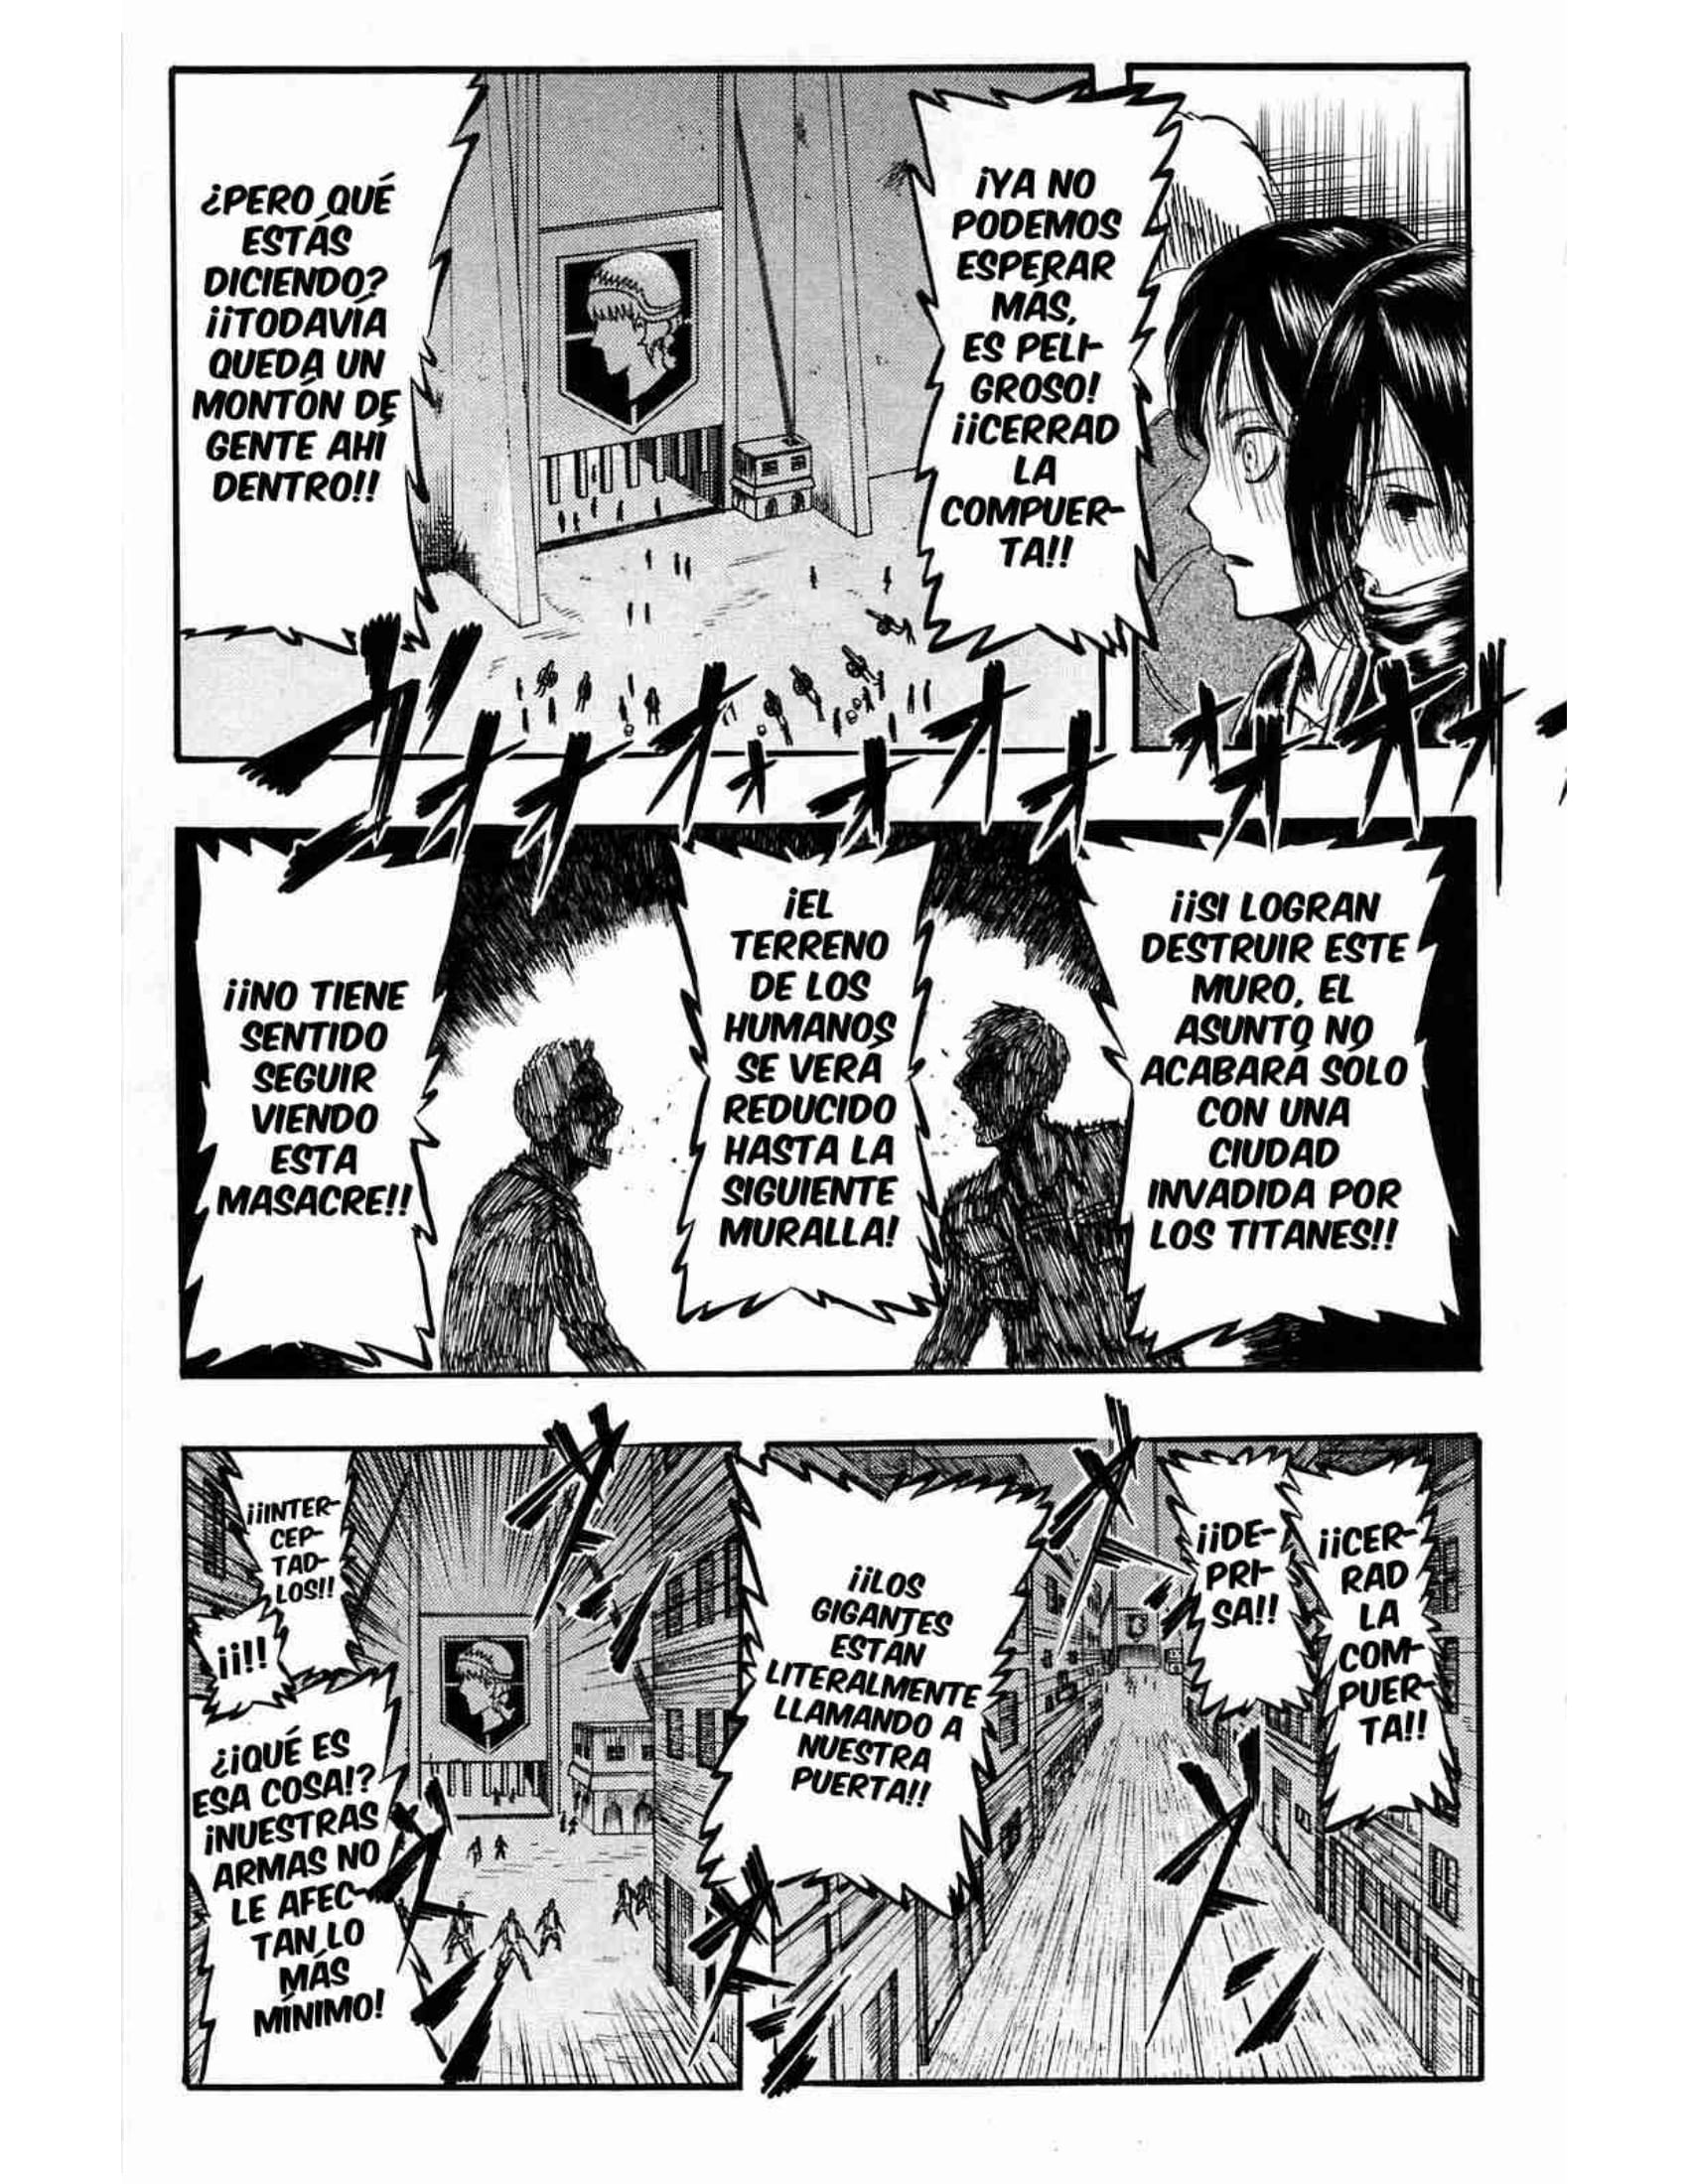 ¡YA NO
PODEMOS
ESPERAR
MÁS,
ES PELI-
GROSO!
¡¡CERRAD
LA
COMPUER-
TA!!
¿PERO QUÉ
ESTÁS
DICIENDO?
¡¡TODAVÍA
QUEDA UN
MONTÓN DE
GENTE AHÍ
DENTRO!!
¡¡SI LOGRAN
DESTRUIR ESTE
MURO, EL
ASUNTO NO
ACABARÁ SÓLO
CON UNA
CIUDAD
INVADIDA POR
LOS TITANES!!
¡EL
TERRENO
DE LOS
HUMANOS
SE VERÁ
REDUCIDO
HASTA LA
SIGUIENTE
MURALLA!
¡¡NO TIENE
SENTIDO
SEGUIR
VIENDO
ESTA
MASACRE!!
¡¡CER-
RAD
LA
COM-
PUER-
TA!!
¡¡DE-
PRI-
SA!!
¡¡LOS
GIGANTES
ESTÁN
LITERALMENTE
LLAMANDO A
NUESTRA
PUERTA!!
¡¡INTER-
CEP-
TAD-
LOS!!
¡¡!!
¿¡QUÉ ES
ESA COSA!?
¡NUESTRAS
ARMAS NO
LE AFEC-
TAN LO
MÁS
MÍNIMO!